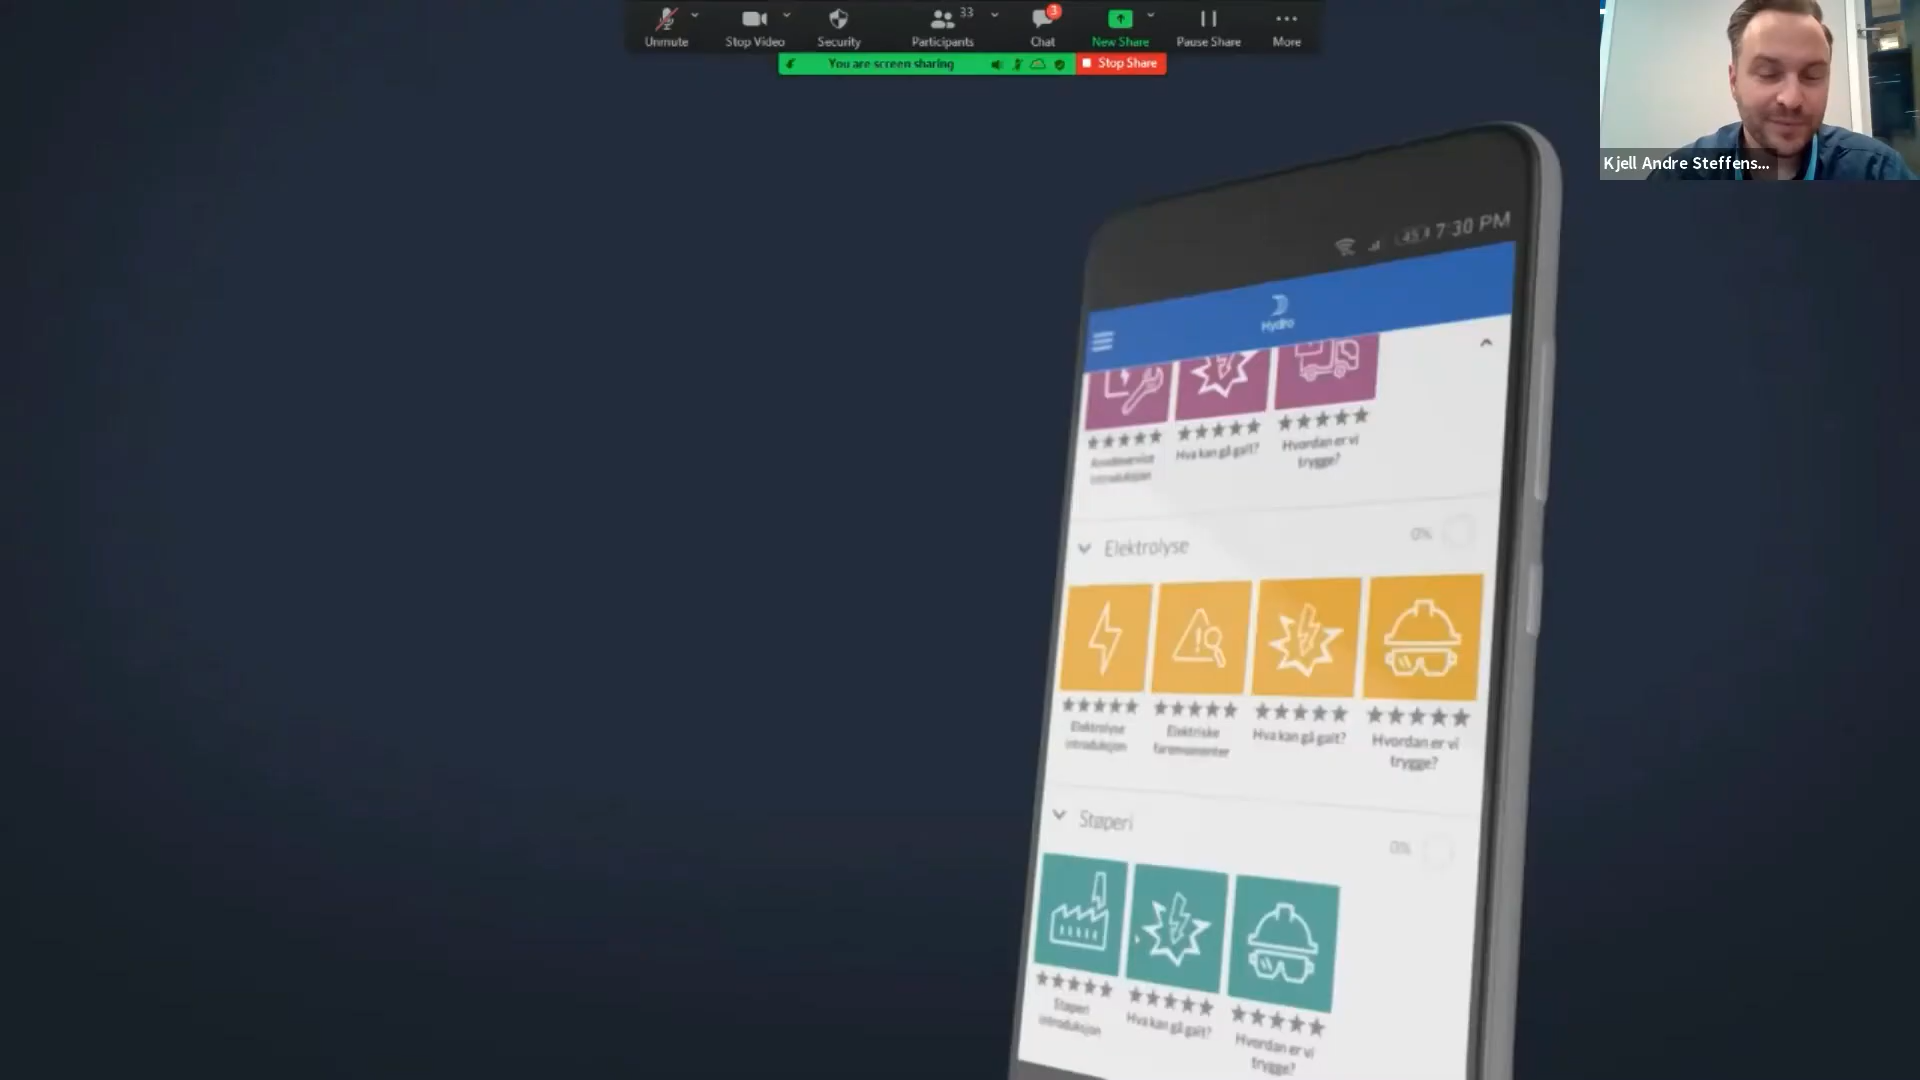 33
3
Unmute
Stop Video
Security
Participants
Chat
New Share
Pause Share
More
You are screen sharing
Stop Share
Kjell Andre Steffens...
45
7:30 PM
Hydro
introduksjon
Hva kan gå galt?
Hvordan er vi
trygge?
Elektrolyse
0%
Elektrolyse
introduksjon
Elektriske
faremomenter
Hva kan gå galt?
Hvordan er vi
trygge?
Støperi
0%
Støperi
introduksjon
Hva kan gå galt?
Hvordan er vi
trygge?